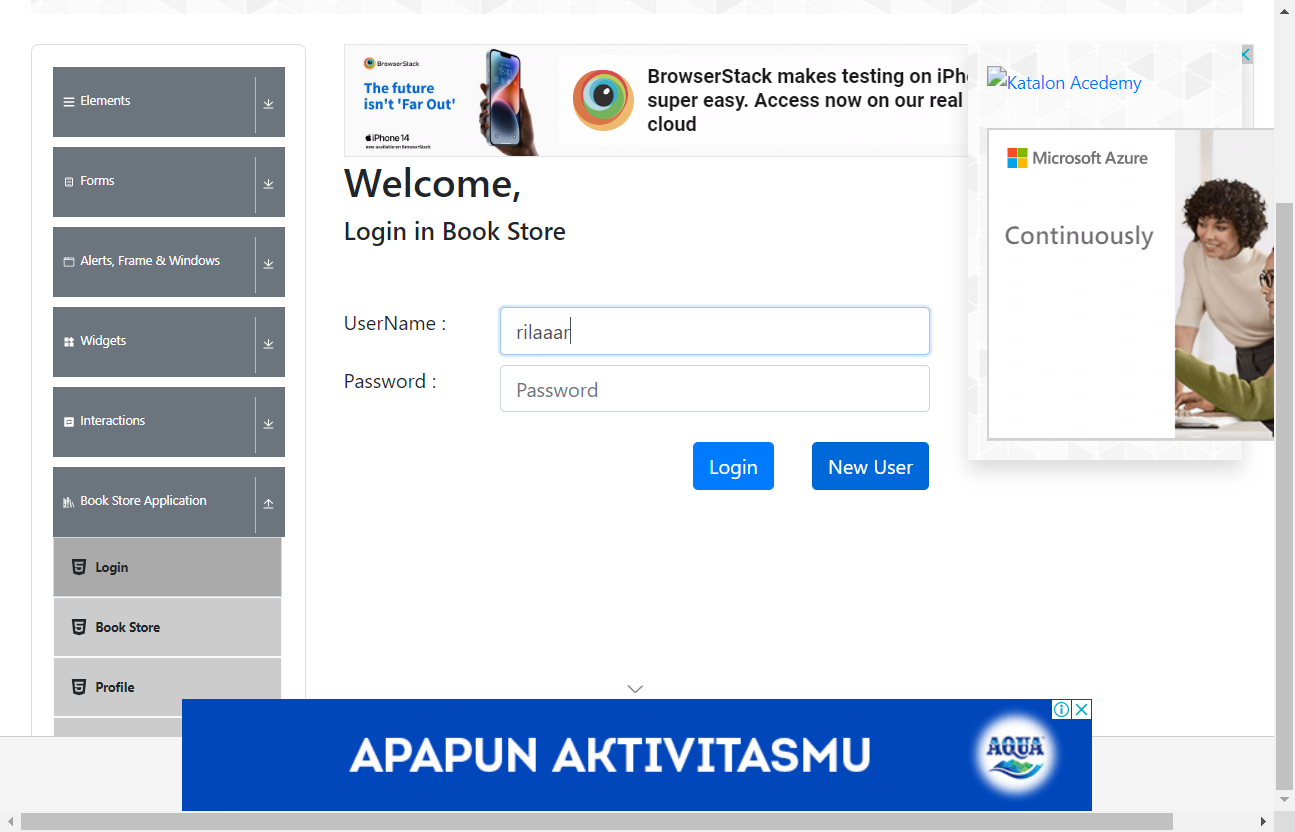 Elements
Forms
Alerts, Frame & Windows
Widgets
Interactions
Book Store Application
Login
Book Store
Profile
BrowserStack
The future
isn't 'Far Out'
iPhone 14
now available on BrowserStack
BrowserStack makes testing on iPh
super easy. Access now on our real
cloud
Welcome,
Login in Book Store
UserName :
rilaaar
Password :
Password
Login
New User
Katalon Acedemy
Microsoft Azure
Continuously
APAPUN AKTIVITASMU
AQUA